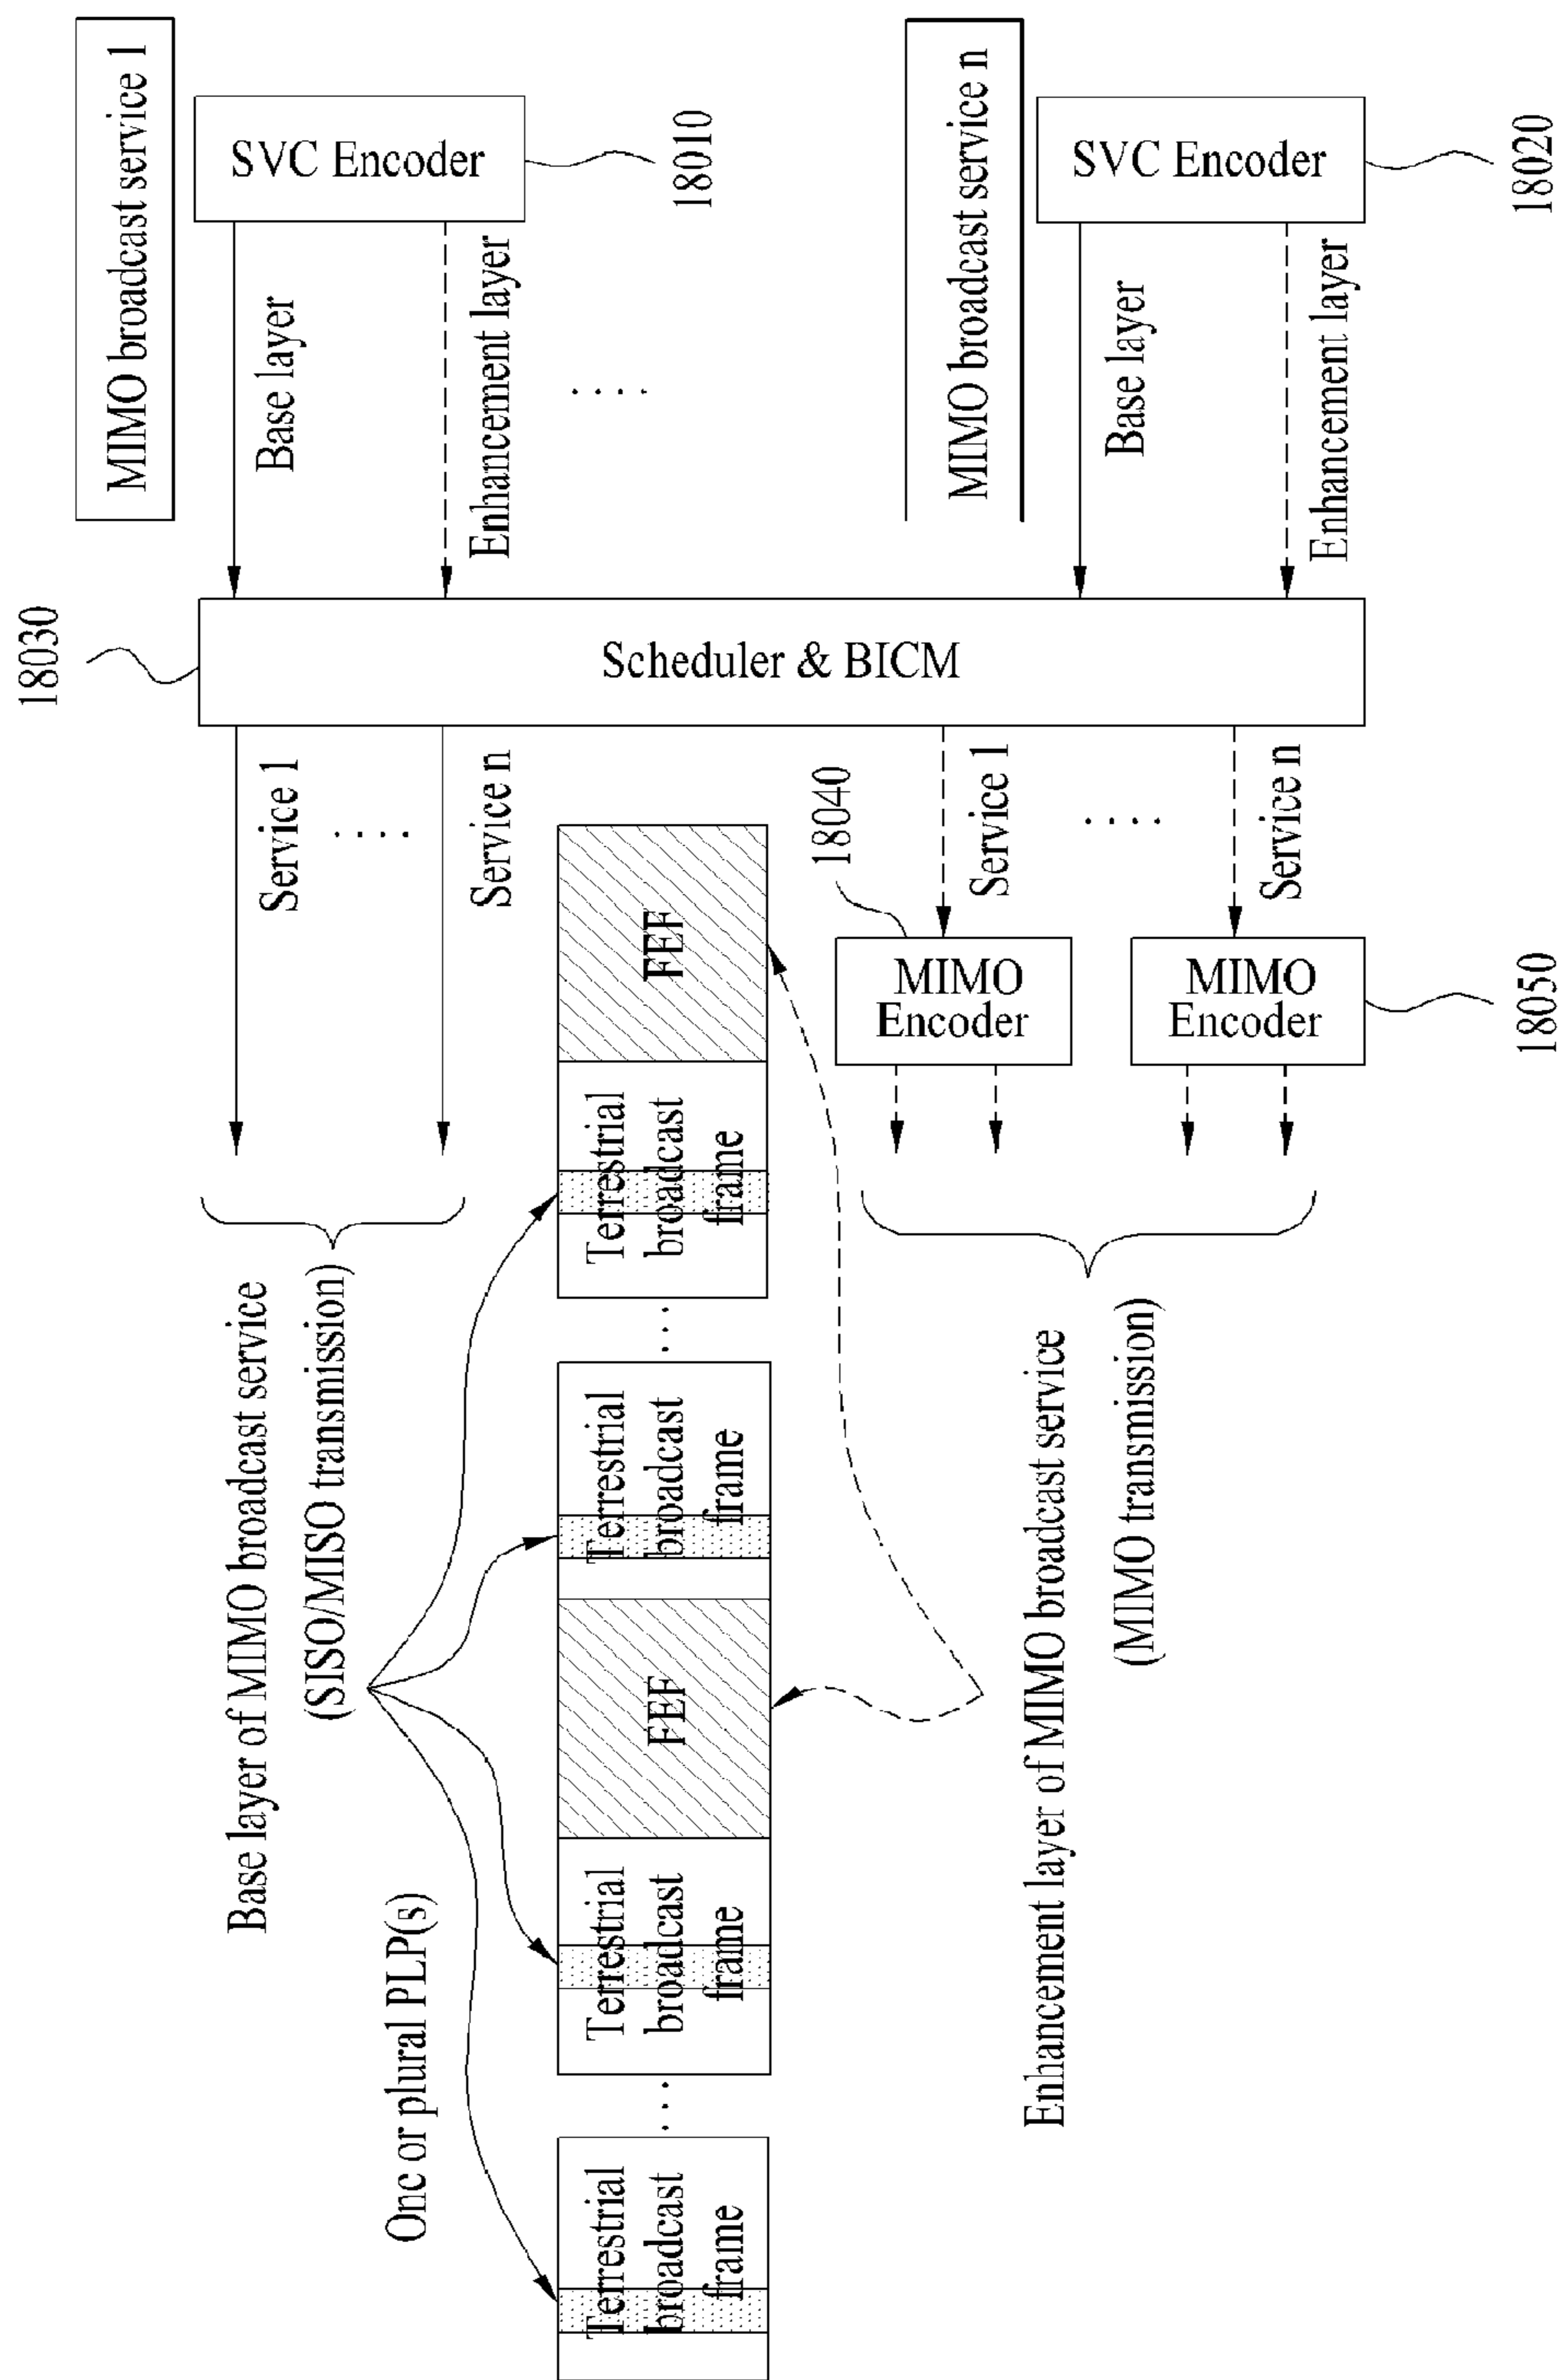 MIMO broadcast service 1
SVC Encoder
18010
Base layer
Enhancement layer
. . . .
MIMO broadcast service n
SVC Encoder
18020
Base layer
Enhancement layer
18030
Scheduler & BICM
Service 1
. . . .
Service n
18040
Service 1
. . . .
Service n
MIMO
Encoder
MIMO
Encoder
18050
Base layer of MIMO broadcast service
(SISO/MISO transmission)
Onc or plural PLP(s)
Terrestrial
broadcast
frame
. . .
Terrestrial
broadcast
frame
FEF
Terrestrial
broadcast
frame
. . .
Terrestrial
broadcast
frame
FEF
Enhancement layer of MIMO broadcast service
(MIMO transmission)